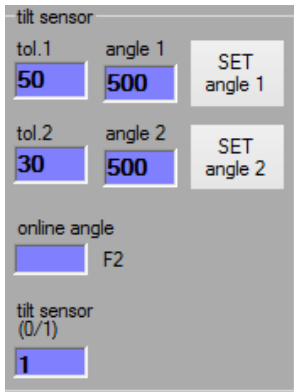 tilt sensor
tol.1 angle 1
50 500 SET
angle 1
tol.2 angle 2
30 500 SET
angle 2
online angle
F2
tilt sensor
(0/1)
1